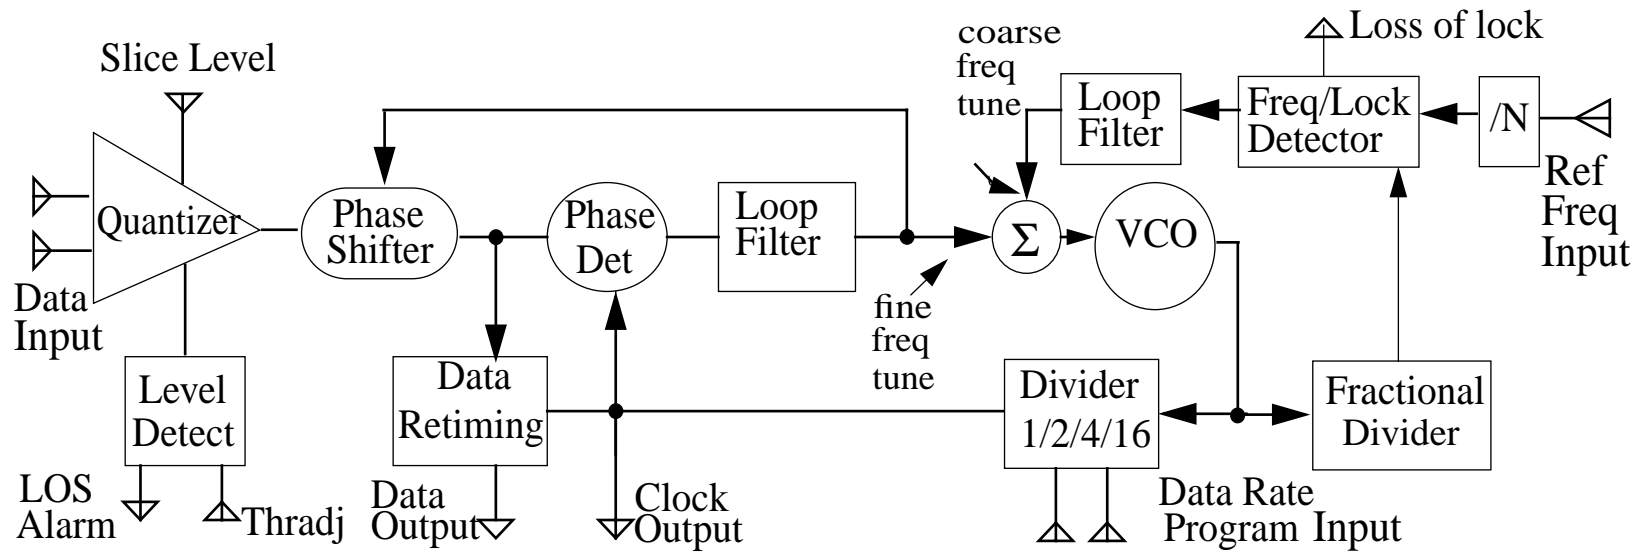 Slice Level
Quantizer
Data
Input
Level
Detect
LOS
Alarm
Thradj
Phase
Shifter
Phase
Det
Loop
Filter
Data
Retiming
Data
Output
Clock
Output
fine
freq
tune
coarse
freq
tune
Σ
VCO
Loop
Filter
Loss of lock
Freq/Lock
Detector
/N
Ref
Freq
Input
Divider
1/2/4/16
Fractional
Divider
Data Rate
Program Input